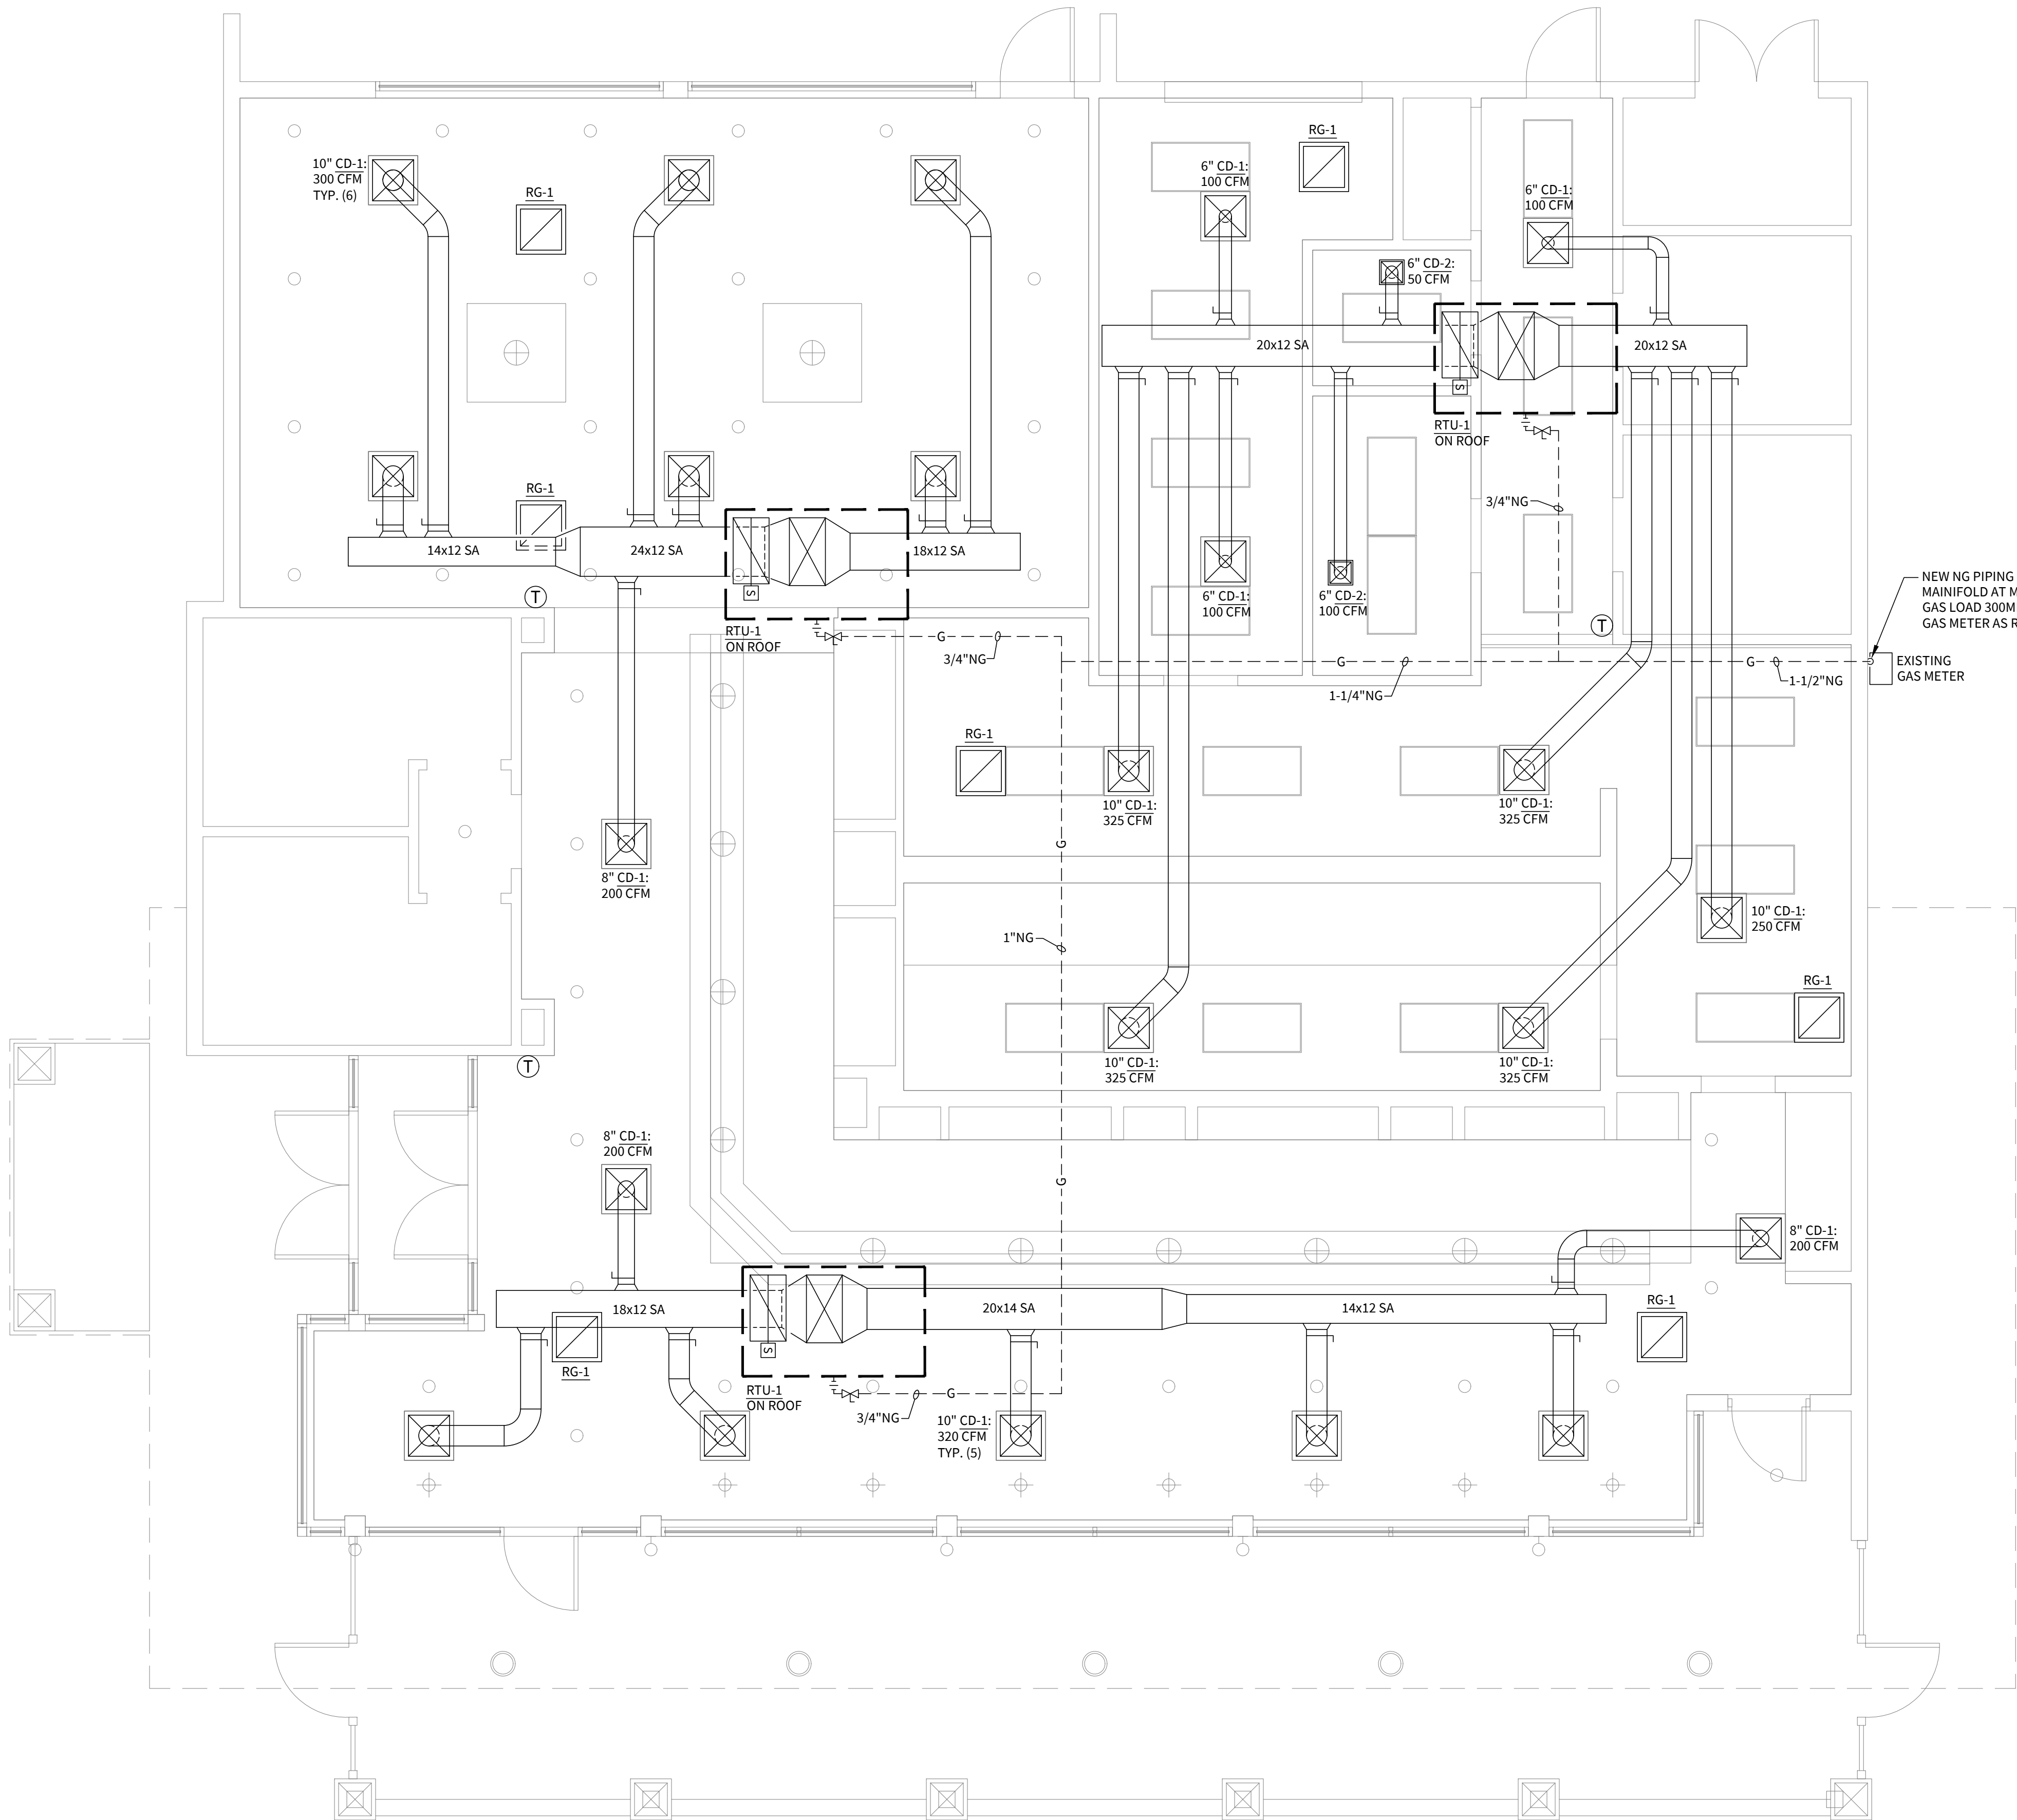 10" CD-1:
300 CFM
TYP. (6)
RG-1
RG-1
14x12 SA
24x12 SA
18x12 SA
S
T
RTU-1
ON ROOF
G
3/4"NG
RG-1
6" CD-1:
100 CFM
6" CD-1:
100 CFM
6" CD-2:
50 CFM
20x12 SA
20x12 SA
S
RTU-1
ON ROOF
3/4"NG
6" CD-1:
100 CFM
6" CD-2:
100 CFM
T
G
1-1/4"NG
G
1-1/2"NG
NEW NG PIPING
MAINIFOLD AT
GAS LOAD
GAS METER AS
EXISTING
GAS METER
RG-1
10" CD-1:
325 CFM
10" CD-1:
325 CFM
8" CD-1:
200 CFM
G
1"NG
10" CD-1:
250 CFM
RG-1
10" CD-1:
325 CFM
10" CD-1:
325 CFM
T
8" CD-1:
200 CFM
G
8" CD-1:
200 CFM
18x12 SA
20x14 SA
14x12 SA
S
RG-1
RG-1
RTU-1
ON ROOF
G
3/4"NG
10" CD-1:
320 CFM
TYP. (5)